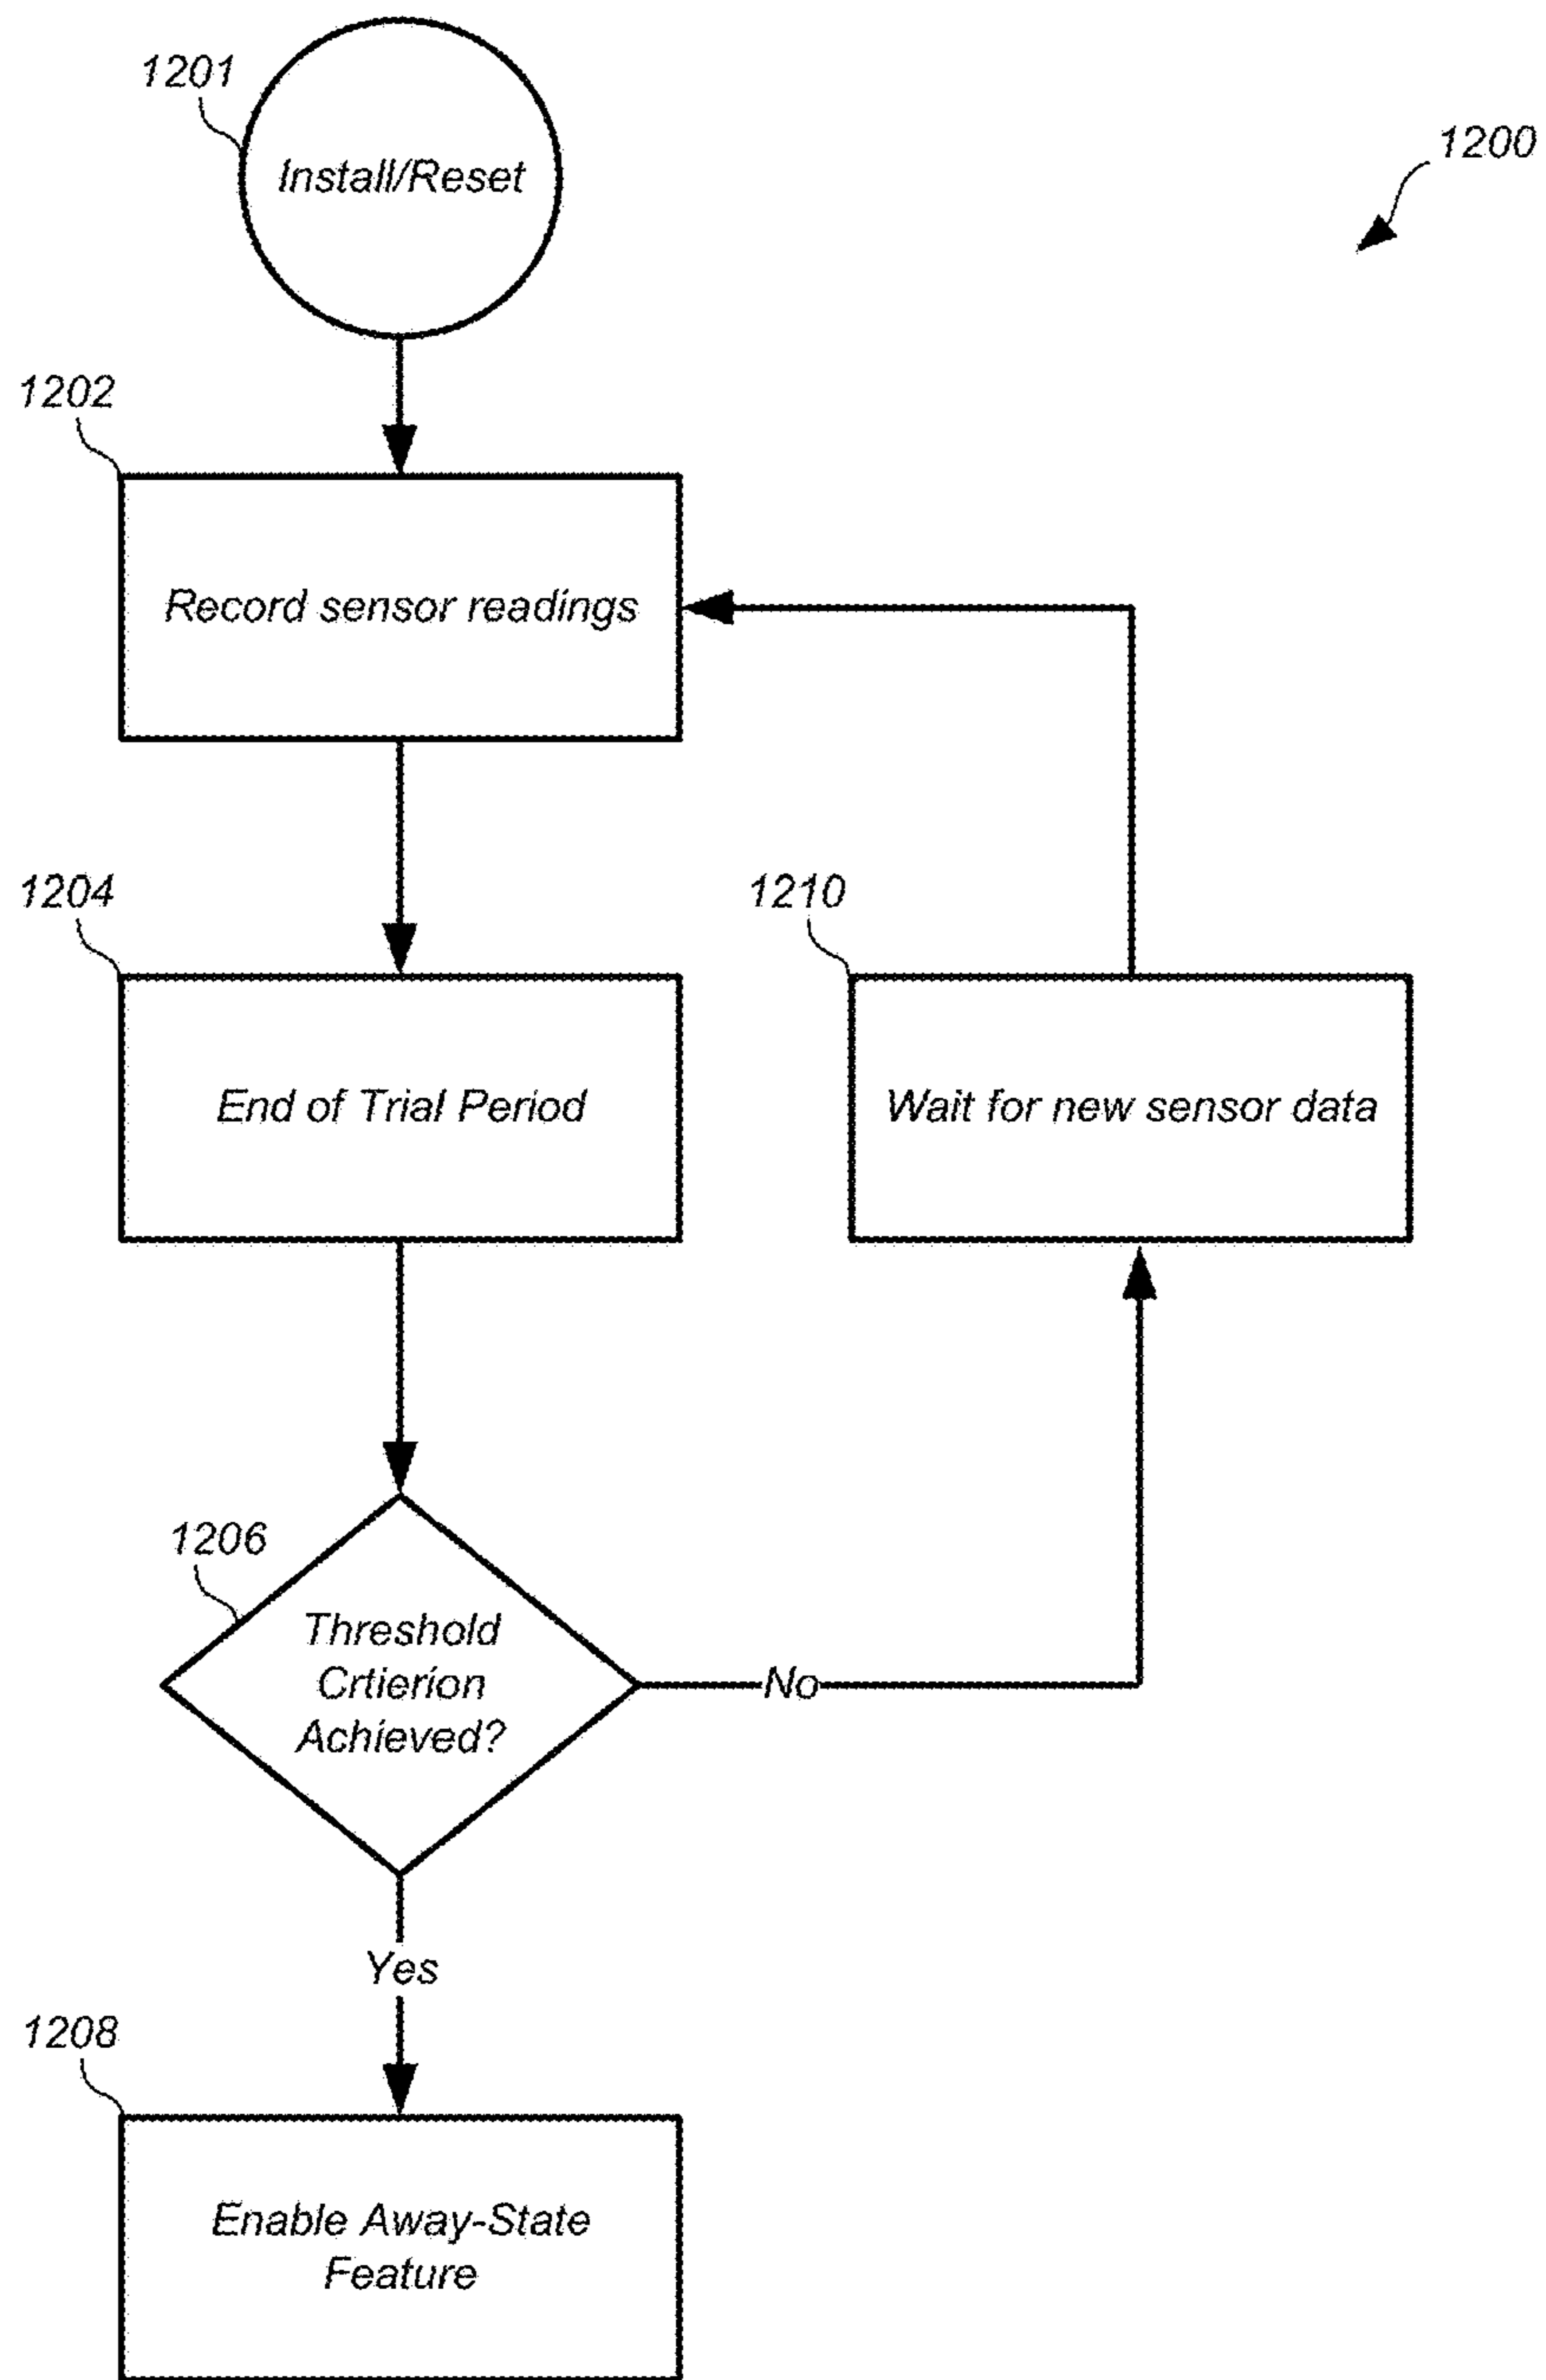 1201
Install/Reset
1200
1202
Record sensor readings
1204
End of Trial Period
1210
Wait for new sensor data
1206
Threshold
Crtierion
Achieved?
No
Yes
1208
Enable Away-State
Feature